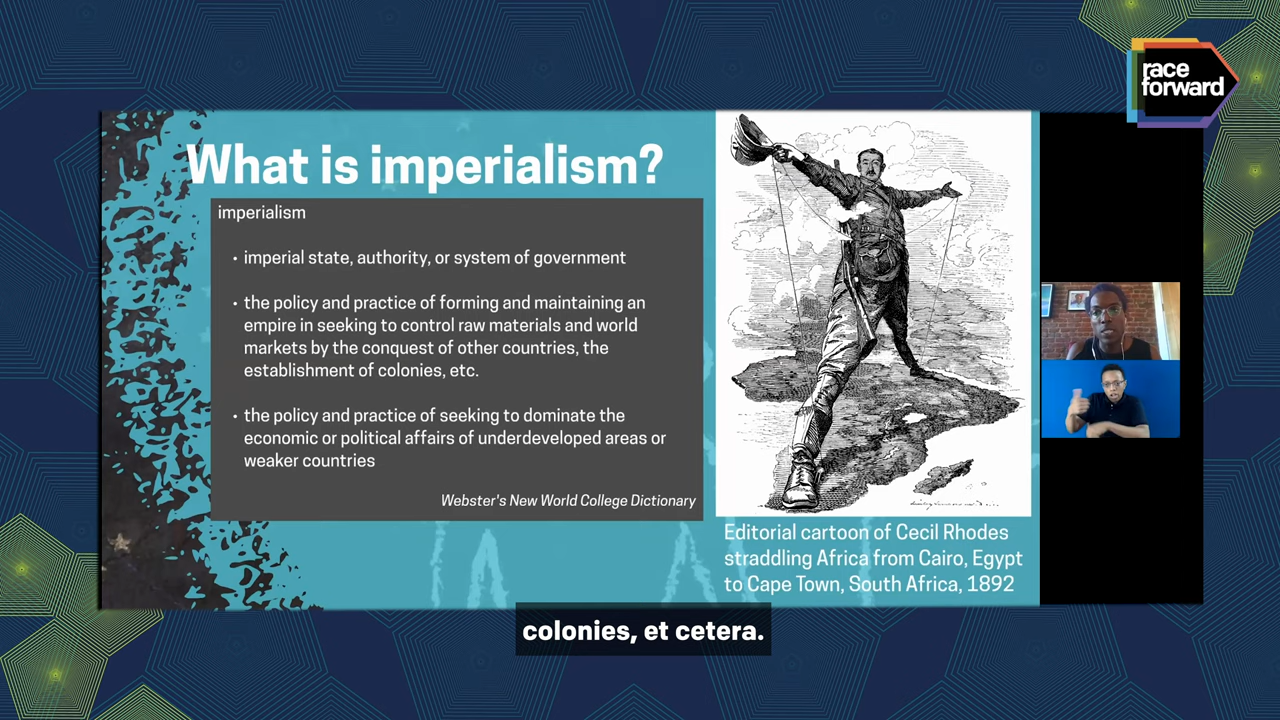 race
forward
What is imperialism?
imperialism
• imperial state, authority, or system of government
• the policy and practice of forming and maintaining an
empire in seeking to control raw materials and world
markets by the conquest of other countries, the
establishment of colonies, etc.
• the policy and practice of seeking to dominate the
economic or political affairs of underdeveloped areas or
weaker countries
Webster's New World College Dictionary
Editorial cartoon of Cecil Rhodes
straddling Africa from Cairo, Egypt
to Cape Town, South Africa, 1892
colonies, et cetera.